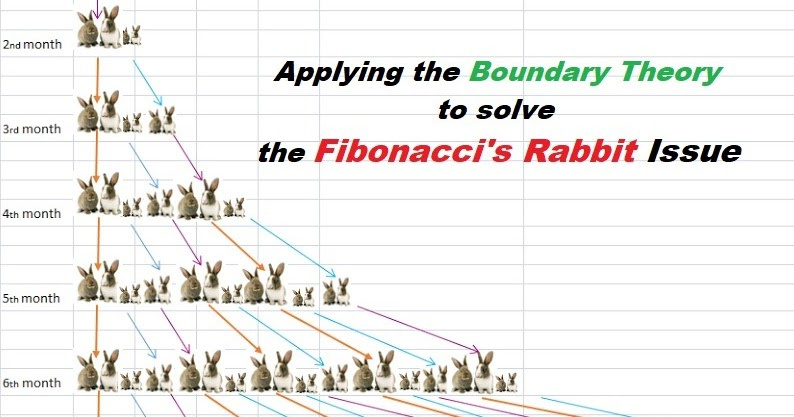 2nd month
Applying the Boundary Theory
to solve
3rd month
the Fibonacci's Rabbit Issue
4th month
5th month
6th month